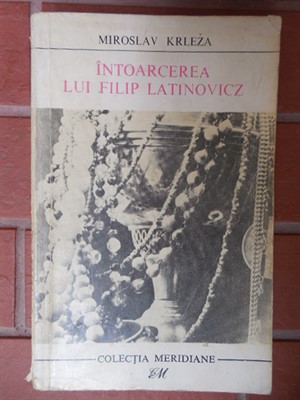 MIROSLAV KRLEŽA
ÎNTOARCEREA
LUI FILIP LATINOVICZ
COLECȚIA MERIDIANE
EM